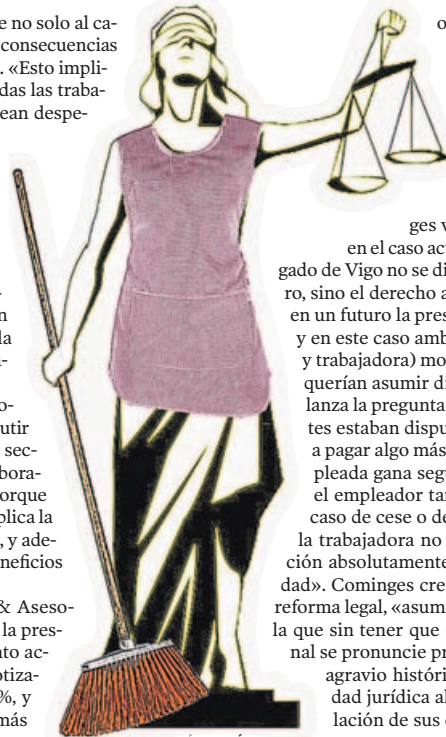 e no solo al ca-
consecuencias
. «Esto impli-
das las traba-
ean despe-
n
la
a-
o-
utir
sec-
bora-
orque
plica la
, y ade-
neficios
& Aseso-
la pres-
nto ac-
otiza-
%, y
más
o
ges v
en el caso act
gado de Vigo no se di
ro, sino el derecho a
en un futuro la pres
y en este caso amb
y trabajadora) mo
querían asumir di
lanza la pregunta
tes estaban dispu
a pagar algo más
pleada gana segu
el empleador tan
caso de cese o de
la trabajadora no
ción absolutamente
dad». Cominges cre
reforma legal, «asum
la que sin tener que
nal se pronuncie pr
agravio históri
dad jurídica al
lación de sus